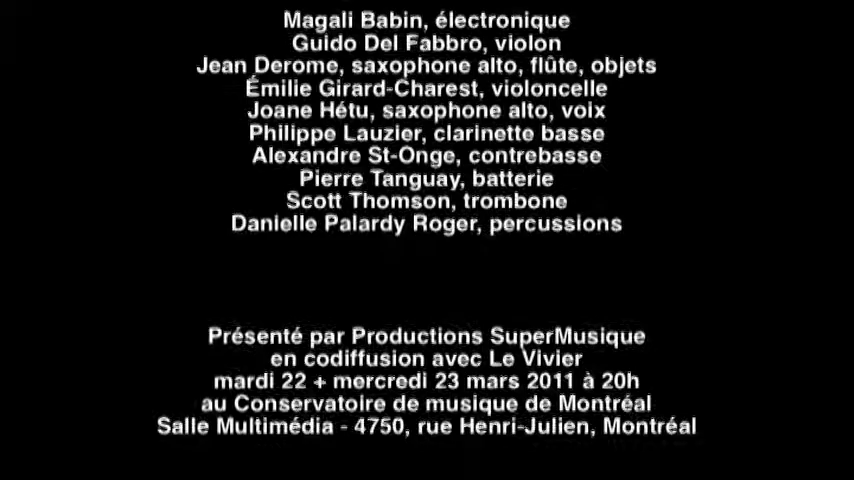 Magali Babin, électronique
Guido Del Fabbro, violon
Jean Derome, saxophone alto, flûte, objets
Émilie Girard-Charest, violoncelle
Joane Hétu, saxophone alto, voix
Philippe Lauzier, clarinette basse
Alexandre St-Onge, contrebasse
Pierre Tanguay, batterie
Scott Thomson, trombone
Danielle Palardy Roger, percussions
Présenté par Productions SuperMusique
en codiffusion avec Le Vivier
mardi 22 + mercredi 23 mars 2011 à 20h
au Conservatoire de musique de Montréal
Salle Multimédia - 4750, rue Henri-Julien, Montréal